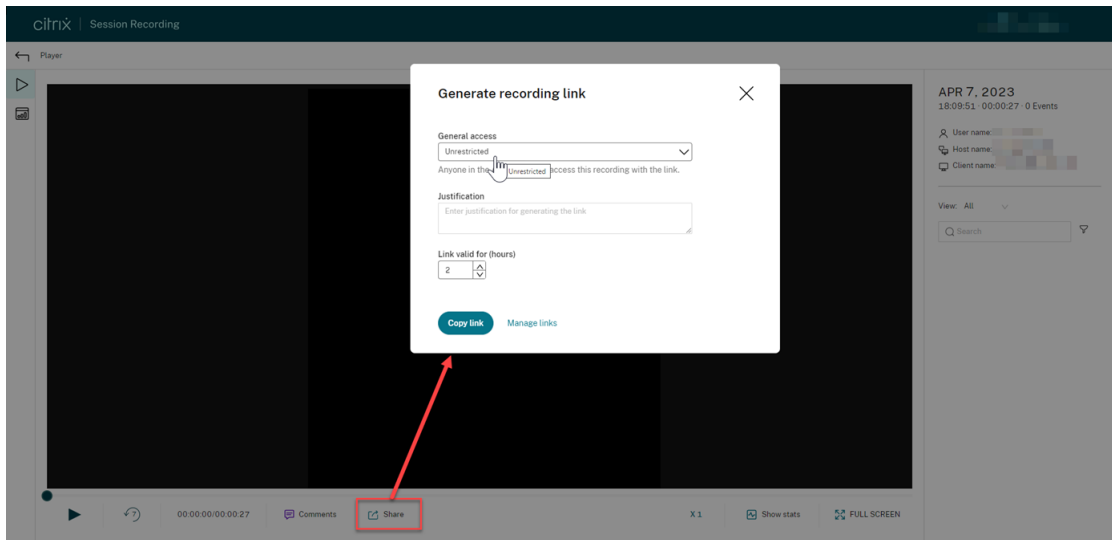 citrix | Session Recording
Player
Generate recording link
General access
Unrestricted
Anyone in the Unrestricted access this recording with the link.
Justification
Enter justification for generating the link
Link valid for (hours)
2
Copy link Manage links
APR 7, 2023
18:09:51 · 00:00:27 · 0 Events
User name:
Host name:
Client name:
View: All
Search
00:00:00/00:00:27 Comments Share X 1 Show stats FULL SCREEN